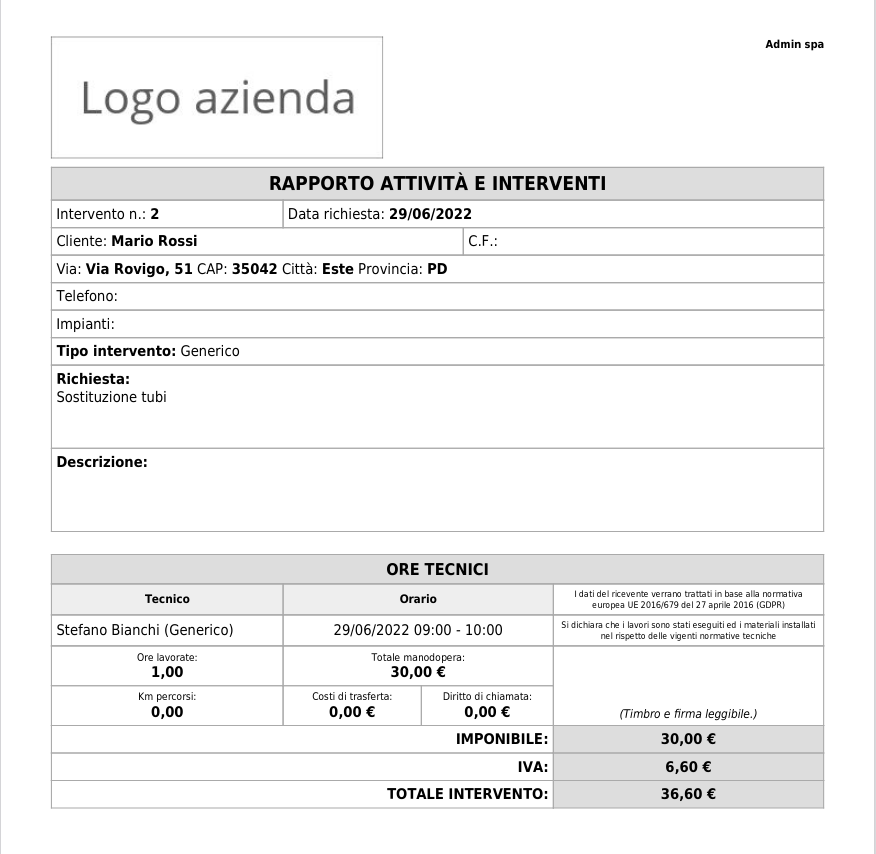 Logo azienda
Admin spa
RAPPORTO ATTIVITÀ E INTERVENTI
Intervento n.: 2
Data richiesta: 29/06/2022
Cliente: Mario Rossi
C.F.:
Via: Via Rovigo, 51 CAP: 35042 Città: Este Provincia: PD
Telefono:
Impianti:
Tipo intervento: Generico
Richiesta:
Sostituzione tubi
Descrizione:
ORE TECNICI
Tecnico
Orario
I dati del ricevente verrano trattati in base alla normativa
europea UE 2016/679 del 27 aprile 2016 (GDPR)
Stefano Bianchi (Generico)
29/06/2022 09:00 - 10:00
Si dichiara che i lavori sono stati eseguiti ed i materiali installati
nel rispetto delle vigenti normative tecniche
Ore lavorate:
1,00
Totale manodopera:
30,00 €
Km percorsi:
0,00
Costi di trasferta:
0,00 €
Diritto di chiamata:
0,00 €
(Timbro e firma leggibile.)
IMPONIBILE:
30,00 €
IVA:
6,60 €
TOTALE INTERVENTO:
36,60 €